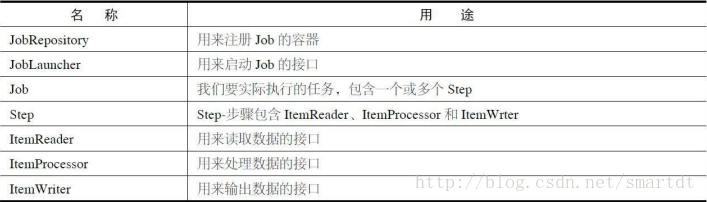 名 称 用 途
JobRepository 用来注册 Job 的容器
JobLauncher 用来启动 Job 的接口
Job 我们要实际执行的任务，包含一个或多个 Step
Step Step-步骤包含 ItemReader、ItemProcessor 和 ItemWrter
ItemReader 用来读取数据的接口
ItemProcessor 用来处理数据的接口
ItemWriter 用来输出数据的接口
http://blog.csdn.net/smartdt